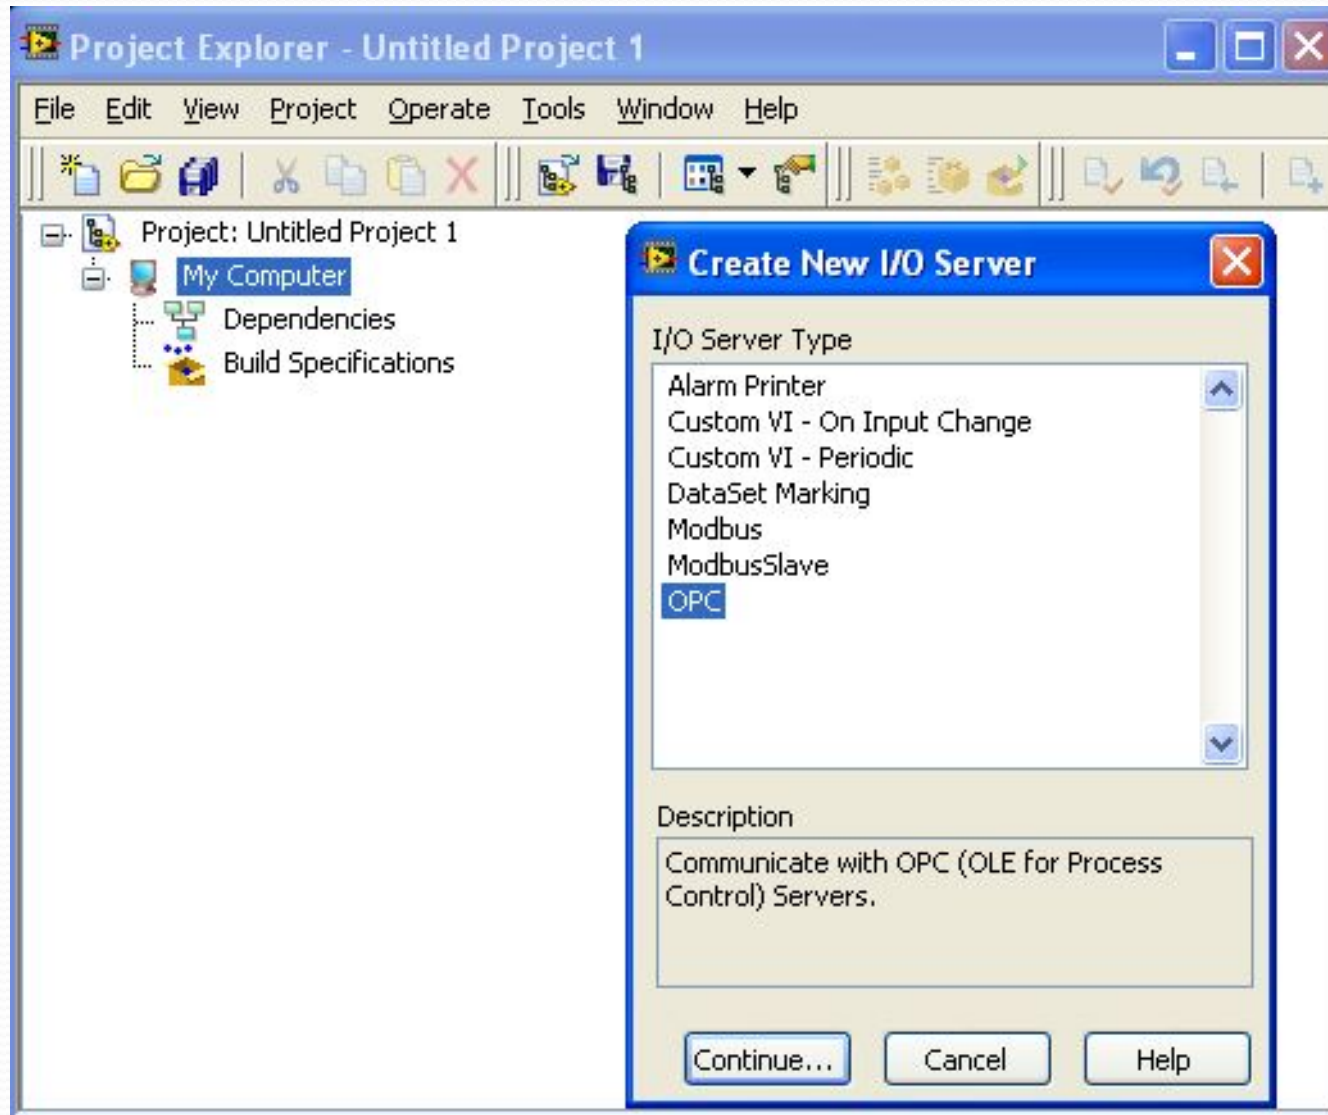 Project Explorer - Untitled Project 1
File Edit View Project Operate Tools Window Help
Project: Untitled Project 1
My Computer
Dependencies
Build Specifications
Create New I/O Server
I/O Server Type
Alarm Printer
Custom VI - On Input Change
Custom VI - Periodic
DataSet Marking
Modbus
ModbusSlave
OPC
Description
Communicate with OPC (OLE for Process
Control) Servers.
Continue... Cancel Help